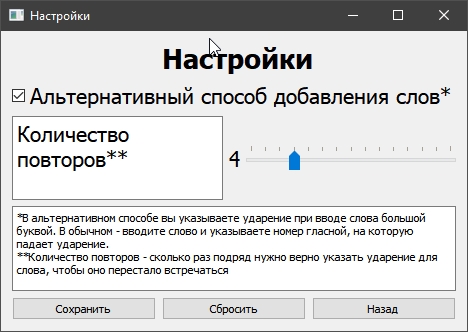 Настройки
Настройки
Альтернативный способ добавления слов*
Количество
повторов**
4
*В альтернативном способе вы указываете ударение при вводе слова большой
буквой. В обычном - вводите слово и указываете номер гласной, на которую
падает ударение.
**Количество повторов - сколько раз подряд нужно верно указать ударение для
слова, чтобы оно перестало встречаться
Сохранить
Сбросить
Назад